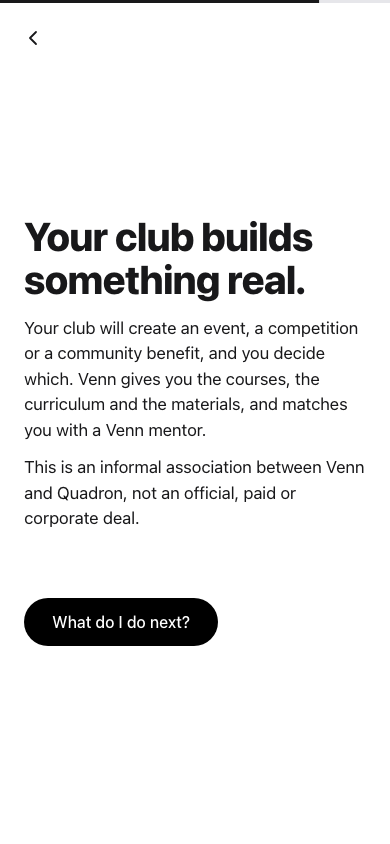 Your club builds
something real.
Your club will create an event, a competition
or a community benefit, and you decide
which. Venn gives you the courses, the
curriculum and the materials, and matches
you with a Venn mentor.
This is an informal association between Venn
and Quadron, not an official, paid or
corporate deal.
What do I do next?